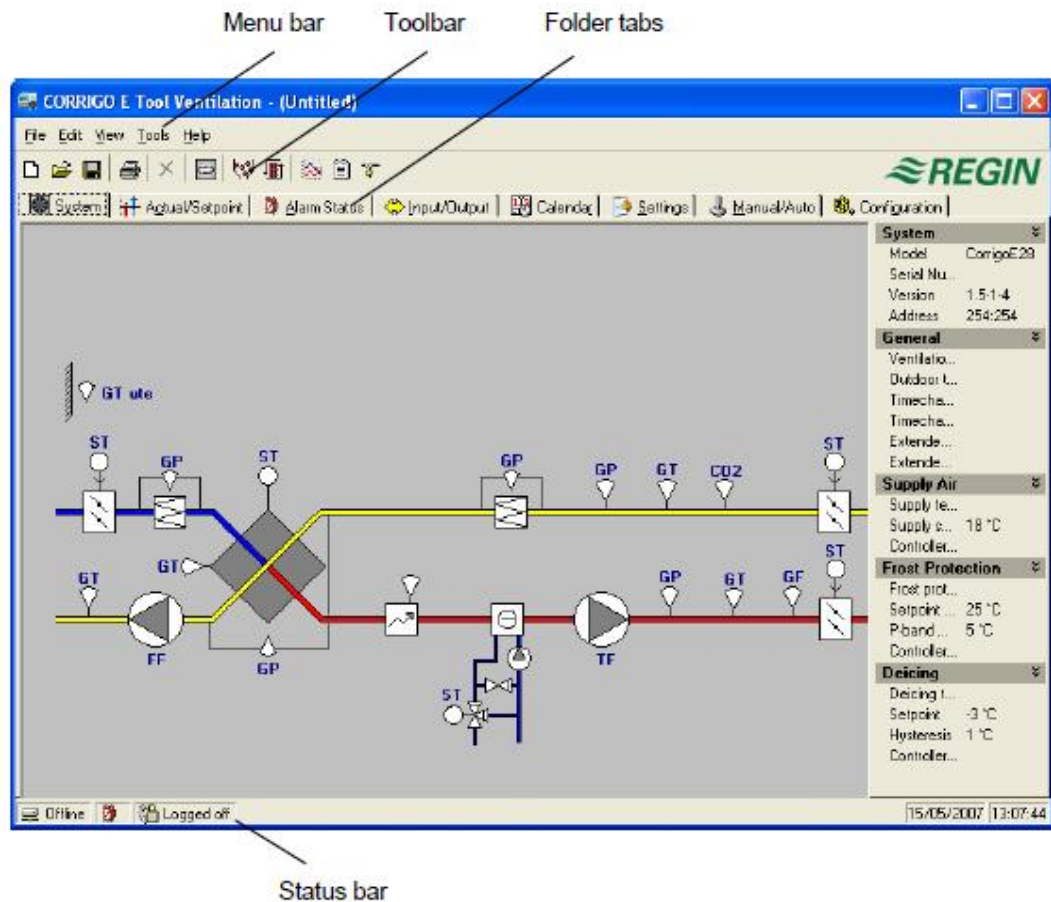 Menu bar Toolbar Folder tabs
CORRIGO E Tool Ventilation - (Untitled)
File Edit View Tools Help
REGIN
System Actual/Setpoint Alarm Status Input/Output Calendar Settings Manual/Auto Configuration
System
Model CorrigoE28
Serial Nu...
Version 1.5-1-4
Address 254:254
General
Ventilatio...
Outdoor t...
Timecha...
Timecha...
Extende...
Extende...
Supply Air
Supply te...
Supply s... 18 °C
Controller...
Frost Protection
Frost prot...
Setpoint ... 25 °C
P-band ... 5 °C
Controller...
Deicing
Deicing t...
Setpoint -3 °C
Hysteresis 1 °C
Controller...
GT ute
ST GP ST GP GP GT CO2 ST
GT GT GP GT GF ST
FF GP TF
ST
Offline Logged off 15/05/2007 13:07:44
Status bar